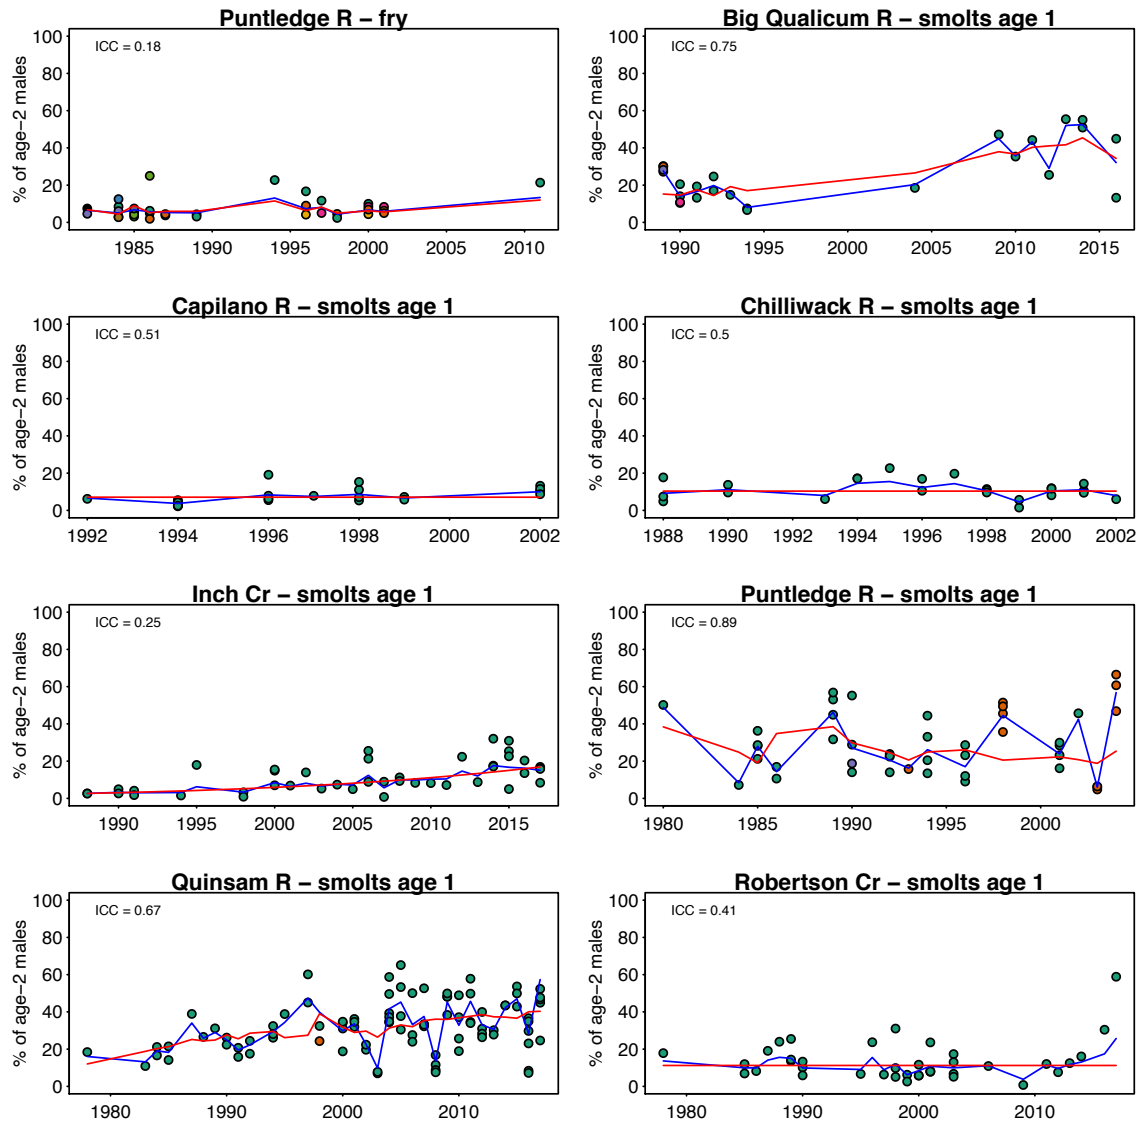 Puntledge R – fry
ICC = 0.18
% of age−2 males
100
80
60
40
20
0
1985 1990 1995 2000 2005 2010
Big Qualicum R – smolts age 1
ICC = 0.75
% of age−2 males
100
80
60
40
20
0
1990 1995 2000 2005 2010 2015
Capilano R – smolts age 1
ICC = 0.51
% of age−2 males
100
80
60
40
20
0
1992 1994 1996 1998 2000 2002
Chilliwack R – smolts age 1
ICC = 0.5
% of age−2 males
100
80
60
40
20
0
1988 1990 1992 1994 1996 1998 2000 2002
Inch Cr – smolts age 1
ICC = 0.25
% of age−2 males
100
80
60
40
20
0
1990 1995 2000 2005 2010 2015
Puntledge R – smolts age 1
ICC = 0.89
% of age−2 males
100
80
60
40
20
0
1980 1985 1990 1995 2000
Quinsam R – smolts age 1
ICC = 0.67
% of age−2 males
100
80
60
40
20
0
1980 1990 2000 2010
Robertson Cr – smolts age 1
ICC = 0.41
% of age−2 males
100
80
60
40
20
0
1980 1990 2000 2010